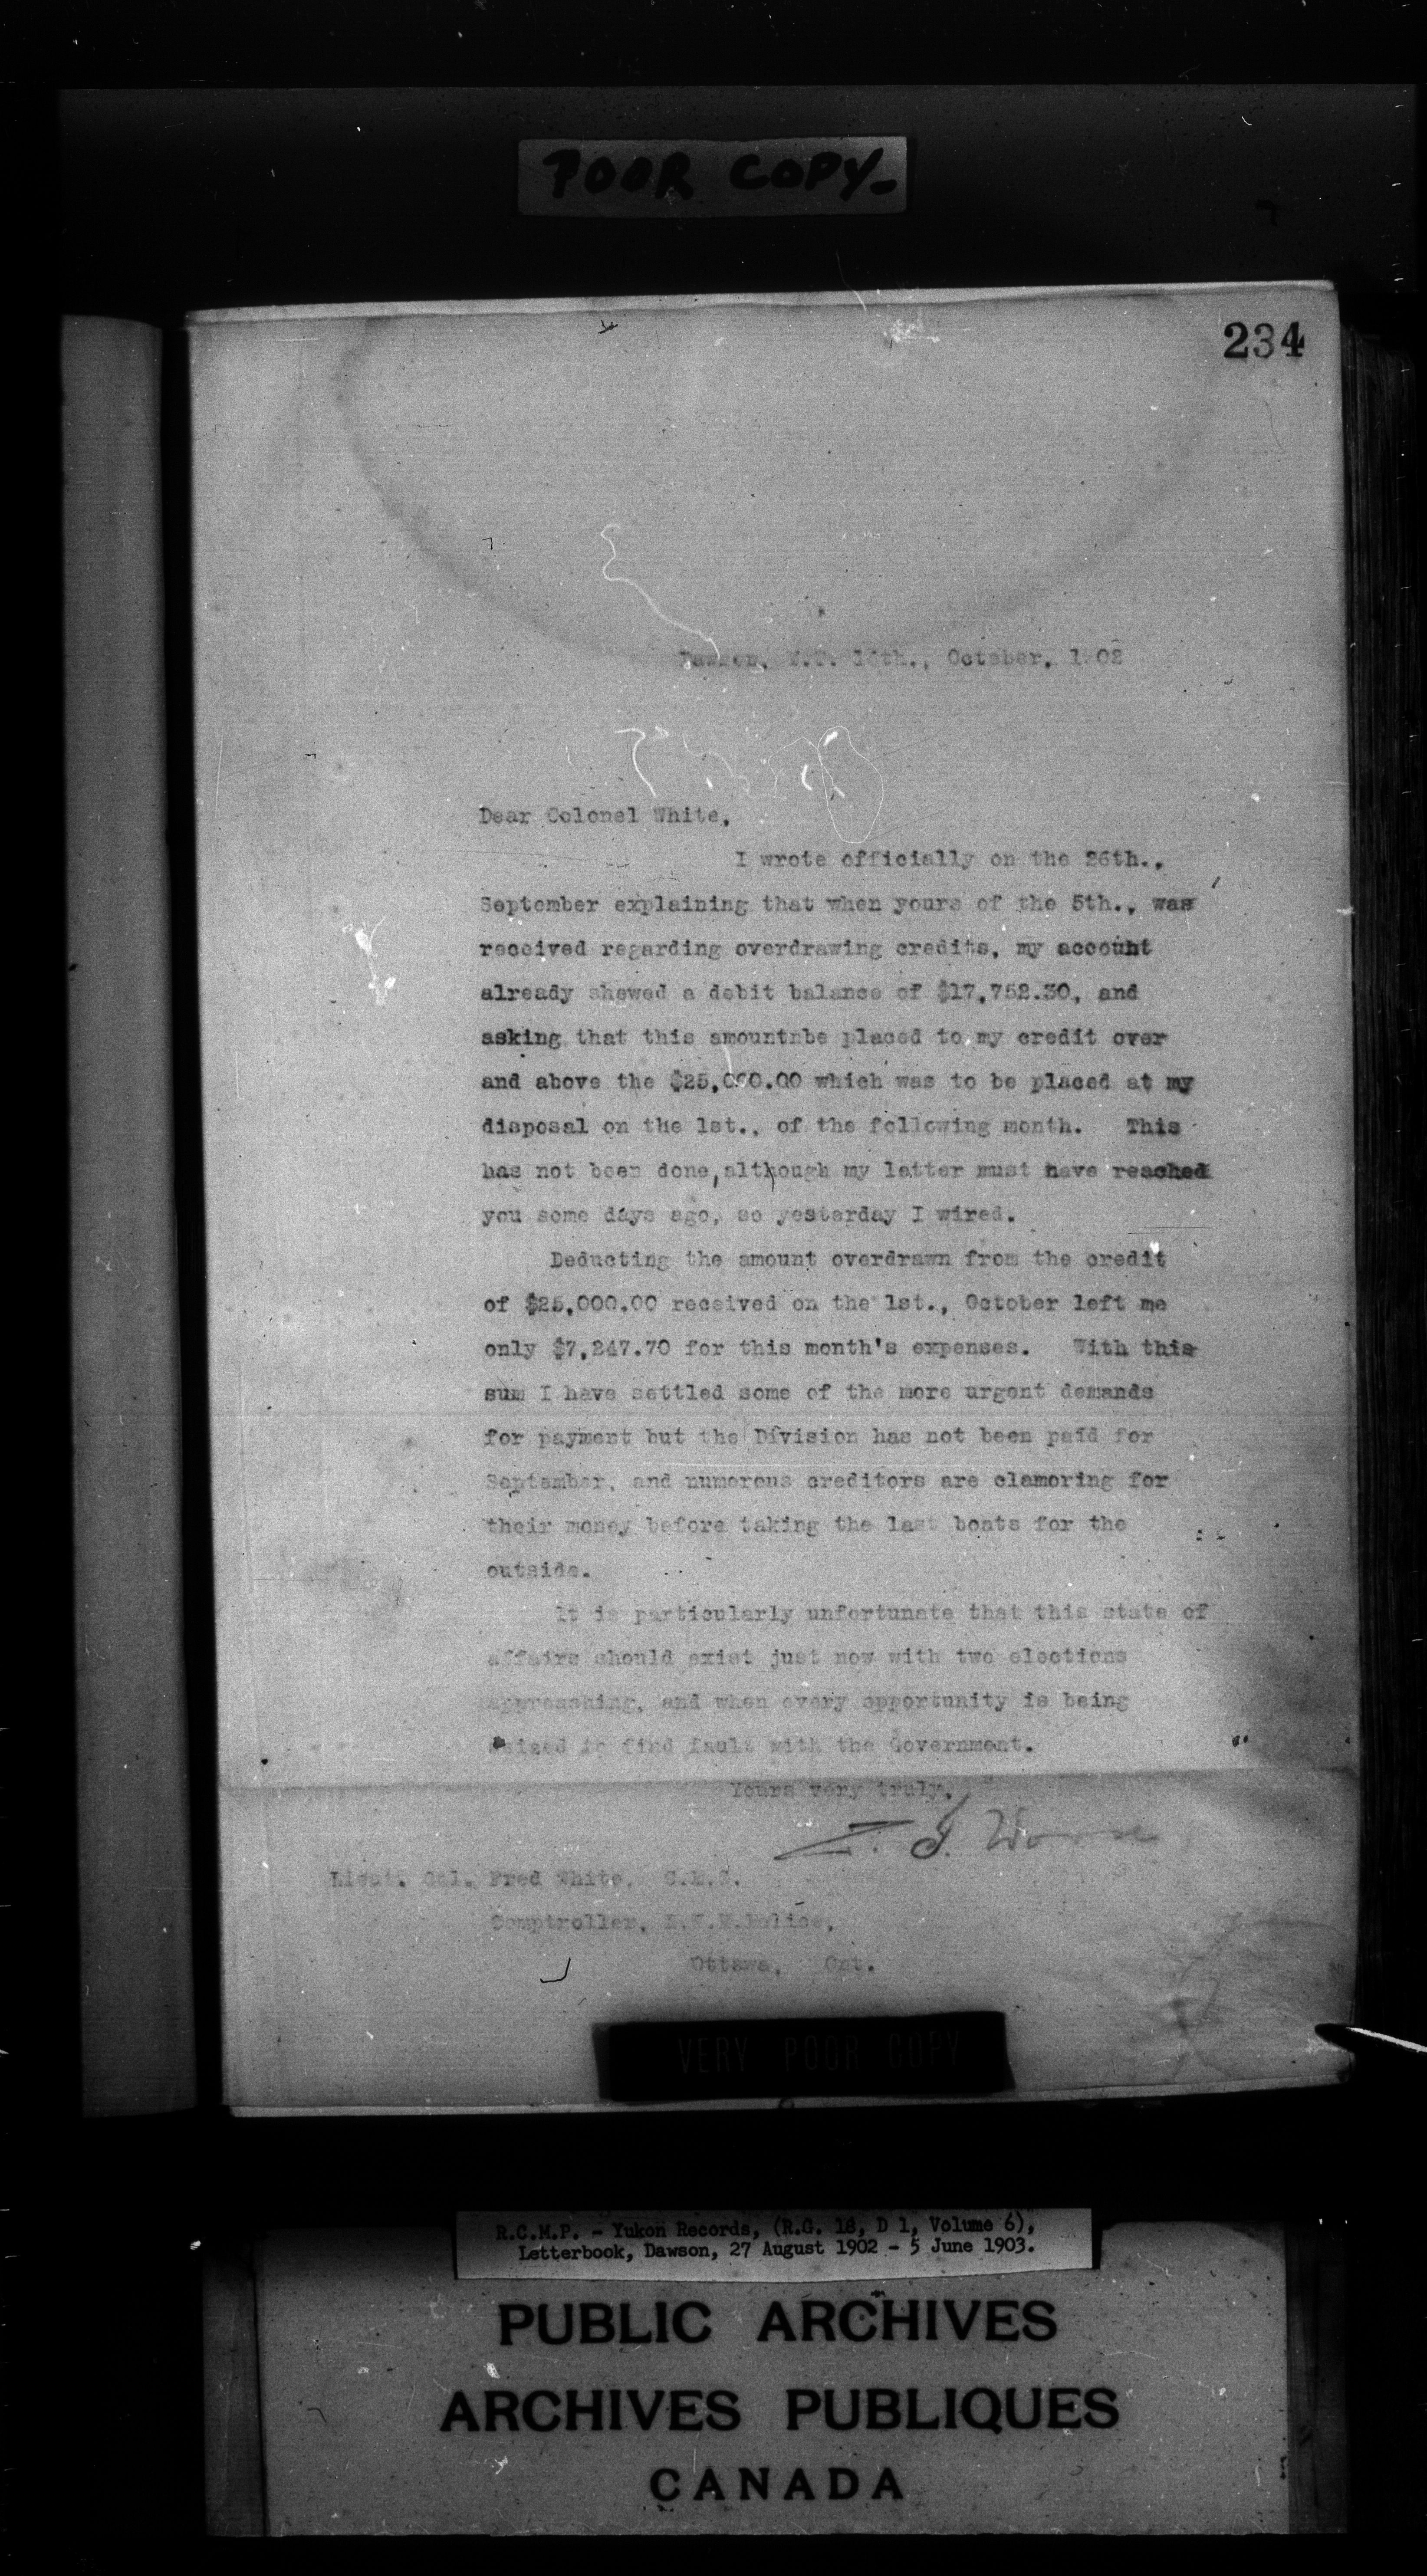 POOR COPY-
234
Dawson, Y.T. 16th., October, 1902
Dear Colonel White,
I wrote officially on the 26th.,
September explaining that when yours of the 5th., was
received regarding overdrawing credits, my account
already shewed a debit balance of $17,752.30, and
asking that this amountnbe placed to my credit over
and above the $25,000.00 which was to be placed at my
disposal on the 1st., of the following month. This
has not been done, although my letter must have reached
you some days ago, so yesterday I wired.
Deducting the amount overdrawn from the credit
of $25,000.00 received on the 1st., October left me
only $7,247.70 for this month's expenses. With this
sum I have settled some of the more urgent demands
for payment but the Division has not been paid for
September, and numerous creditors are clamoring for
their money before taking the last boats for the
outside.
It is particularly unfortunate that this state of
affairs should exist just now with two elections
approaching, and when every opportunity is being
seized to find fault with the Government.
Yours very truly,
Z. T. Wood
Lieut. Col. Fred White, C.M.G.
Comptroller, N.W.M.Police,
Ottawa, Ont.
VERY POOR COPY
R.C.M.P. - Yukon Records, (R.G. 18, D 1, Volume 6),
Letterbook, Dawson, 27 August 1902 - 5 June 1903.
PUBLIC ARCHIVES
ARCHIVES PUBLIQUES
CANADA